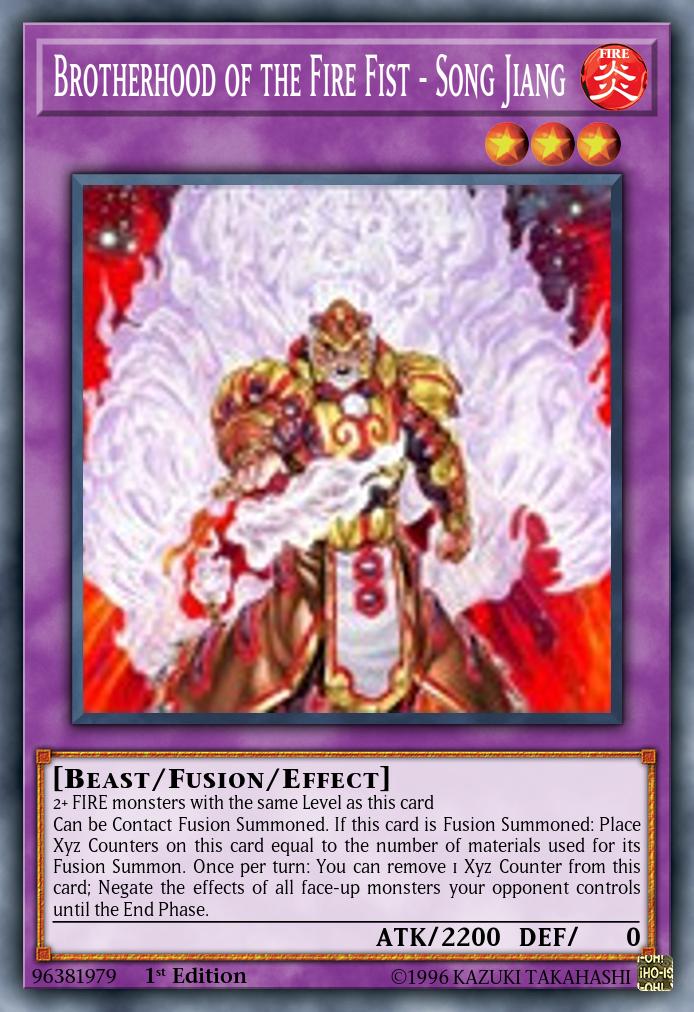 BROTHERHOOD OF THE FIRE FIST - SONG JIANG
FIRE
炎
[BEAST/FUSION/EFFECT]
2+ FIRE monsters with the same Level as this card
Can be Contact Fusion Summoned. If this card is Fusion Summoned: Place
Xyz Counters on this card equal to the number of materials used for its
Fusion Summon. Once per turn: You can remove 1 Xyz Counter from this
card; Negate the effects of all face-up monsters your opponent controls
until the End Phase.
ATK/2200 DEF/ 0
96381979 1st Edition ©1996 KAZUKI TAKAHASHI